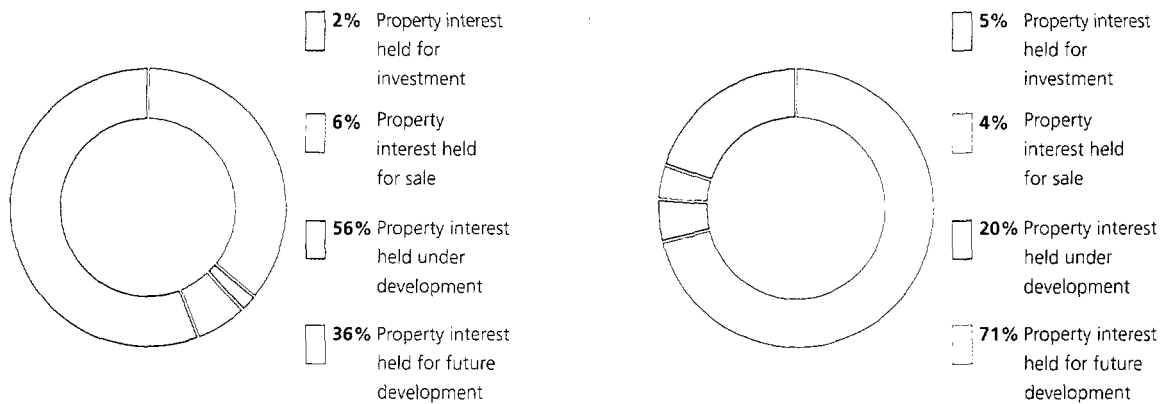 2% Property interest
held for
investment
6% Property
interest held
for sale
56% Property interest
held under
development
36% Property interest
held for future
development
5% Property interest
held for
investment
4% Property
interest held
for sale
20% Property interest
held under
development
71% Property interest
held for future
development